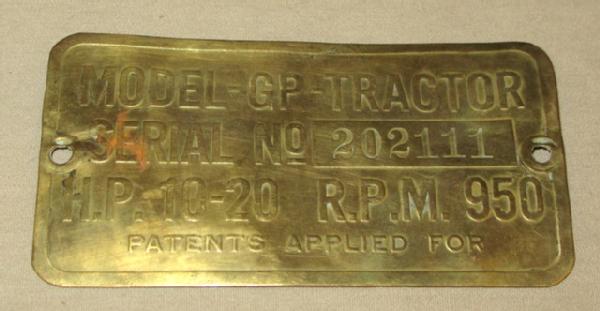 MODEL-GP-TRACTOR
SERIAL NO 202111
H.P. 10-20 R.P.M. 950
PATENTS APPLIED FOR